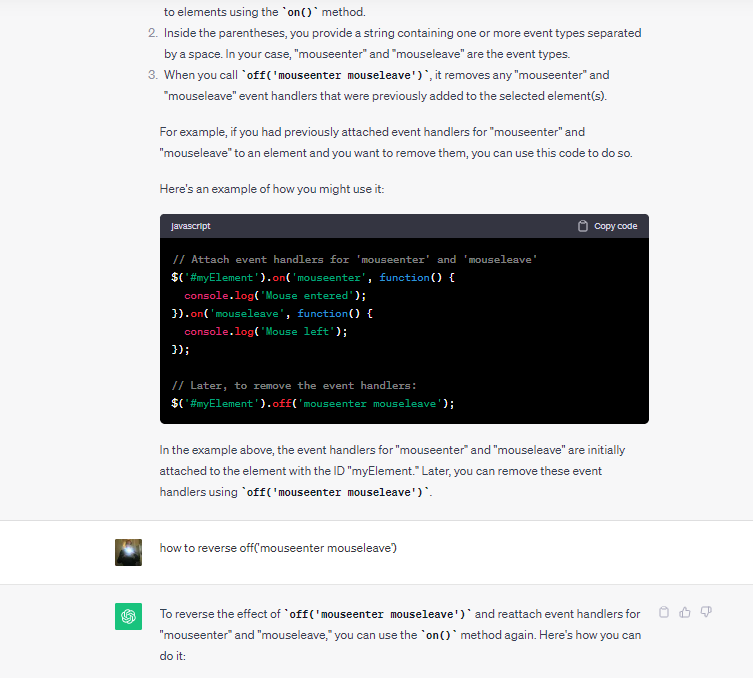 to elements using the `on()` method.
2. Inside the parentheses, you provide a string containing one or more event types separated
by a space. In your case, "mouseenter" and "mouseleave" are the event types.
3. When you call `off('mouseenter mouseleave')`, it removes any "mouseenter" and
"mouseleave" event handlers that were previously added to the selected element(s).
For example, if you had previously attached event handlers for "mouseenter" and
"mouseleave" to an element and you want to remove them, you can use this code to do so.
Here's an example of how you might use it:
javascript Copy code
// Attach event handlers for 'mouseenter' and 'mouseleave'
$('#myElement').on('mouseenter', function() {
  console.log('Mouse entered');
}).on('mouseleave', function() {
  console.log('Mouse left');
});
// Later, to remove the event handlers:
$('#myElement').off('mouseenter mouseleave');
In the example above, the event handlers for "mouseenter" and "mouseleave" are initially
attached to the element with the ID "myElement." Later, you can remove these event
handlers using `off('mouseenter mouseleave')`.
how to reverse off('mouseenter mouseleave')
To reverse the effect of `off('mouseenter mouseleave')` and reattach event handlers for
"mouseenter" and "mouseleave," you can use the `on()` method again. Here's how you can
do it: